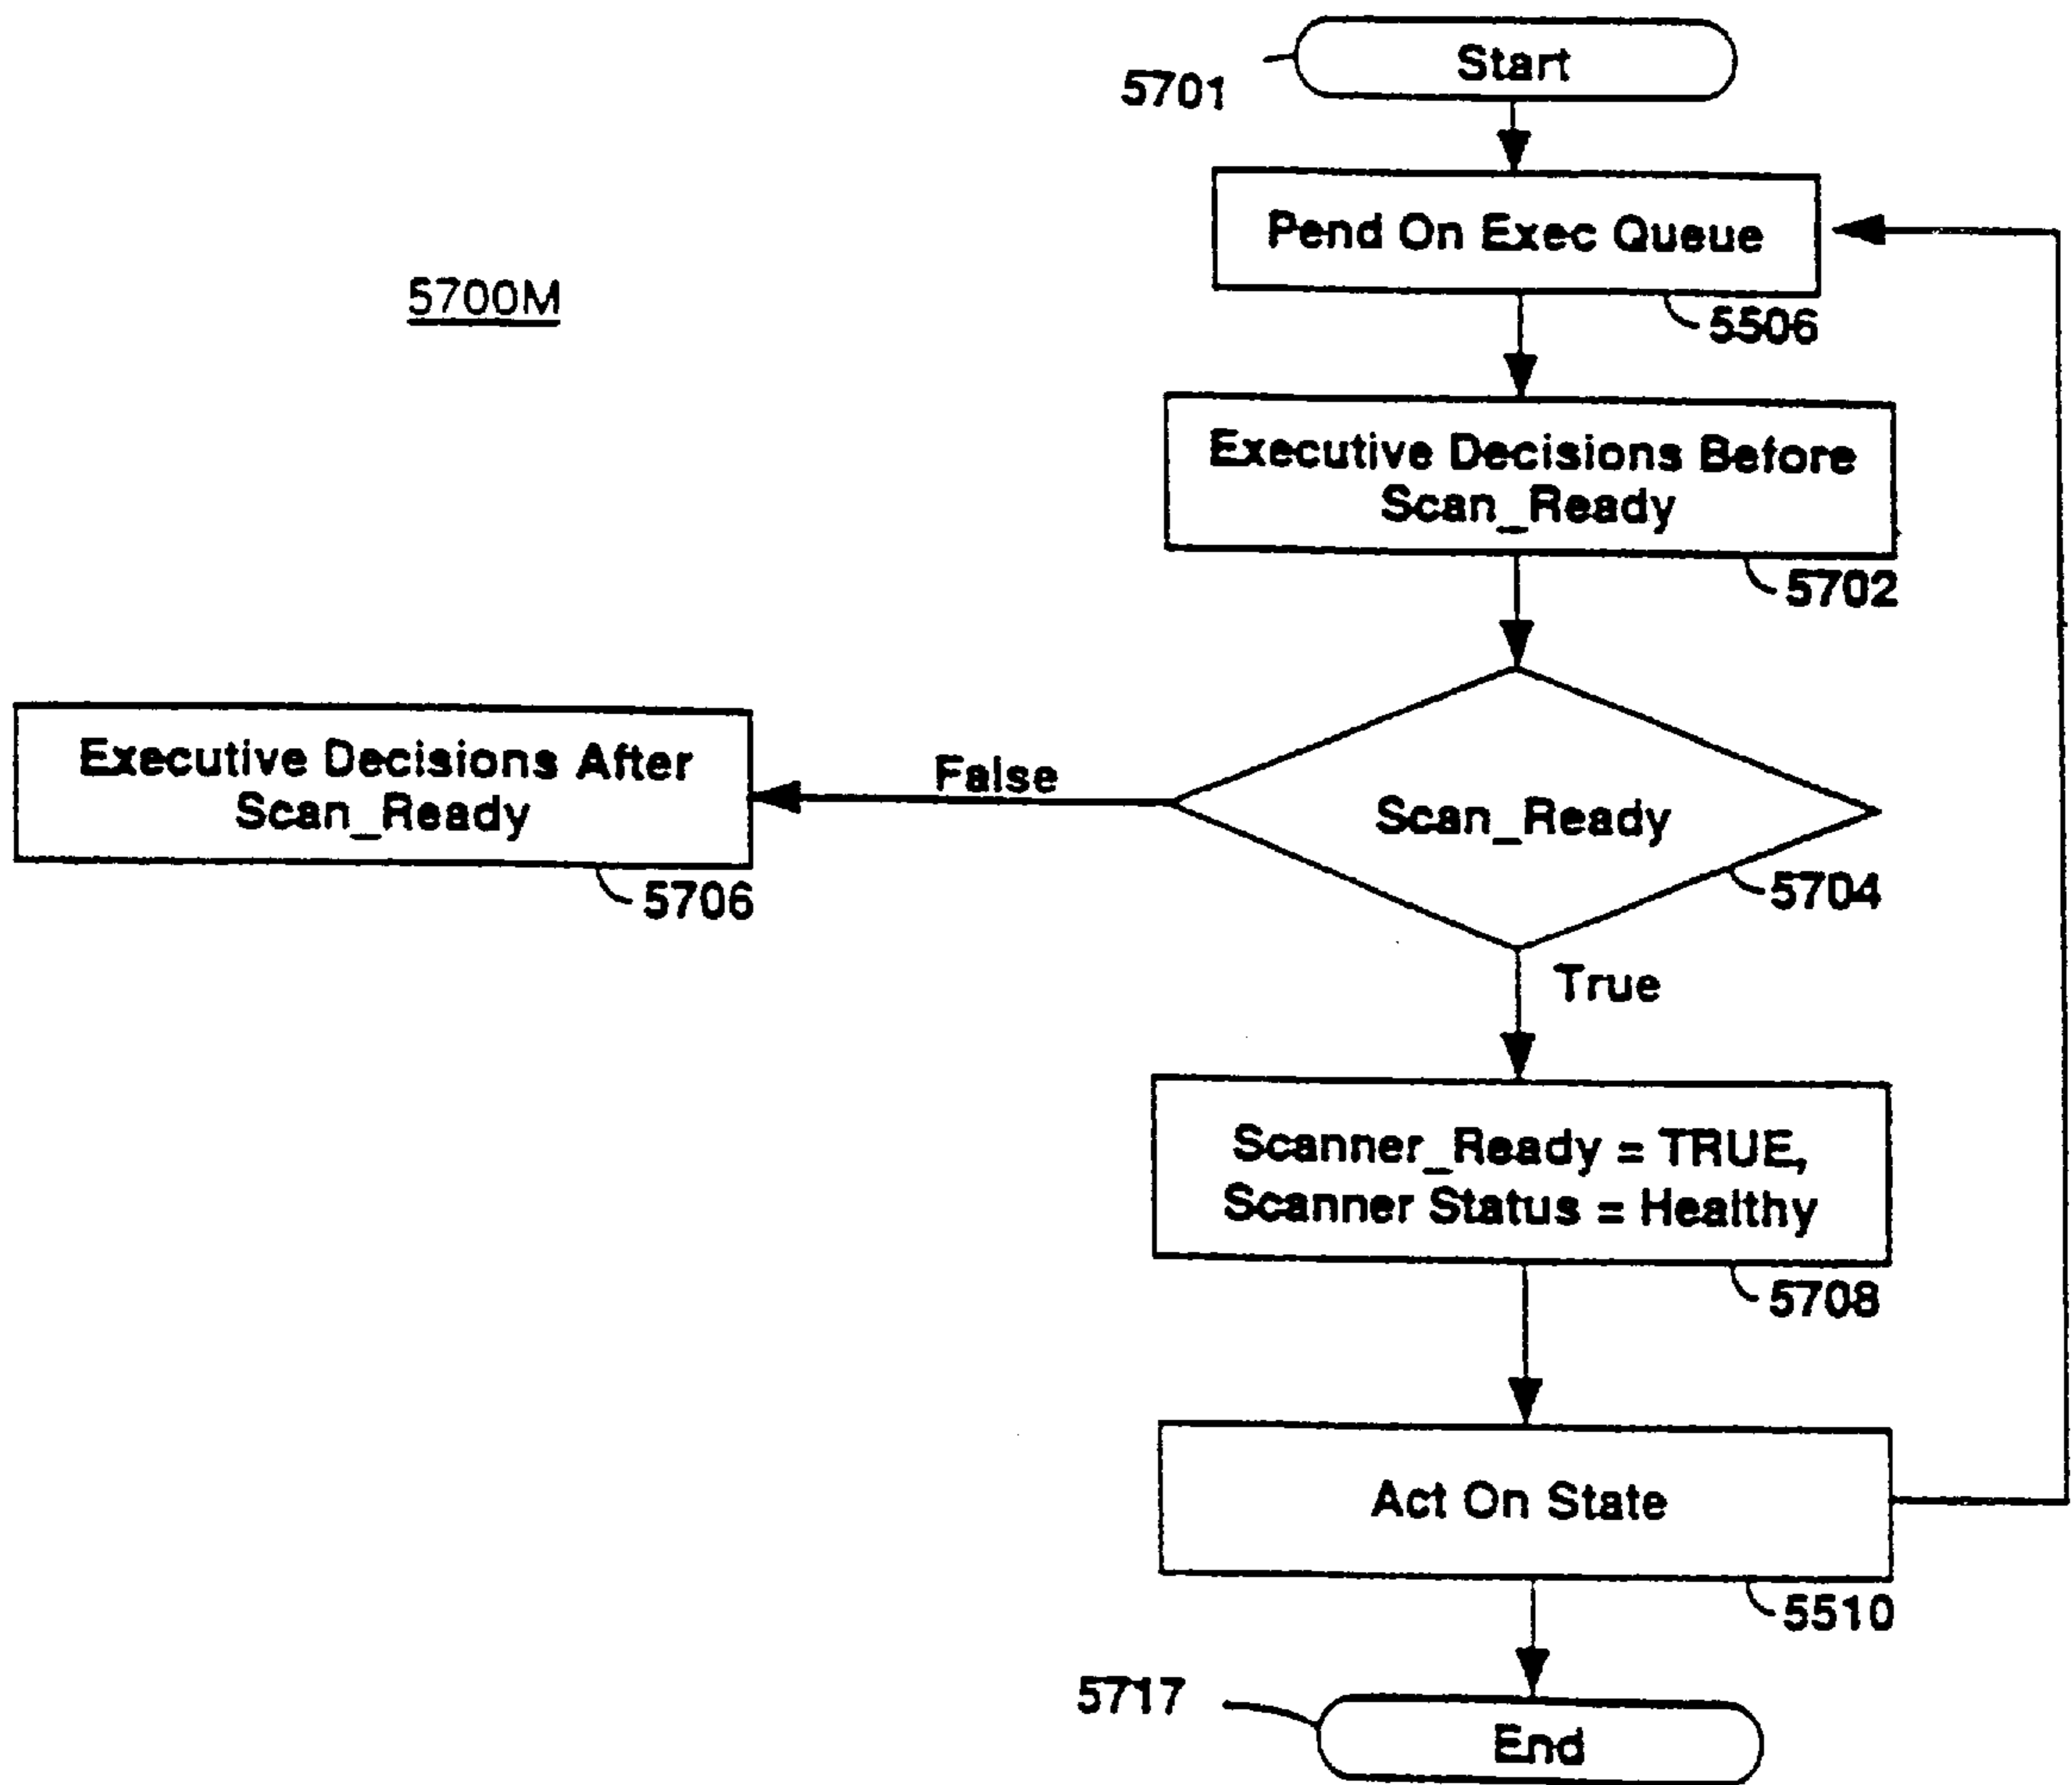 Start
5701
Pend On Exec Queue
5700M
5506
Executive Decisions Before
Scan_Ready
5702
Executive Decisions After
Scan_Ready
False
Scan_Ready
5706
5704
True
Scanner_Ready = TRUE,
Scanner Status = Healthy
5708
Act On State
5510
5717
End